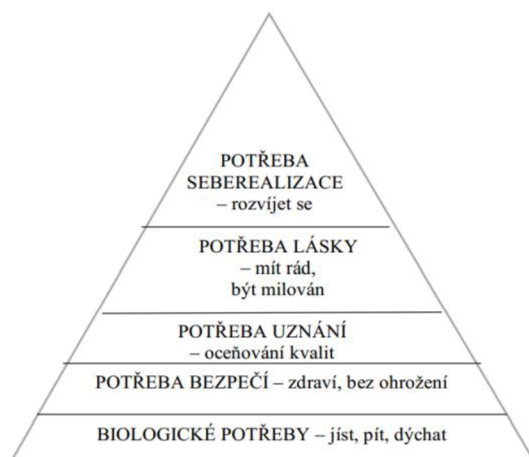 POTŘEBA
SEBEREALIZACE
– rozvíjet se
POTŘEBA LÁSKY
– mít rád,
být milován
POTŘEBA UZNÁNÍ
– oceňování kvalit
POTŘEBA BEZPEČÍ – zdraví, bez ohrožení
BIOLOGICKÉ POTŘEBY – jíst, pít, dýchat